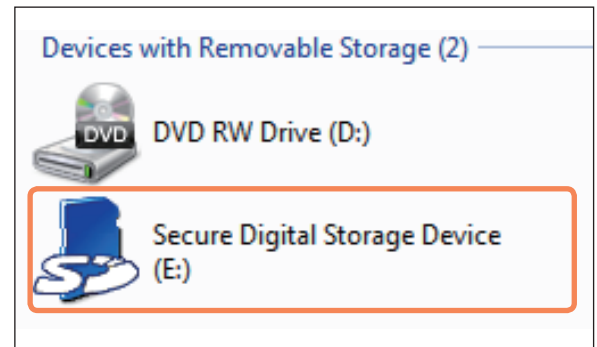 Devices with Removable Storage (2)
DVD
DVD RW Drive (D:)
Secure Digital Storage Device
(E:)
SD